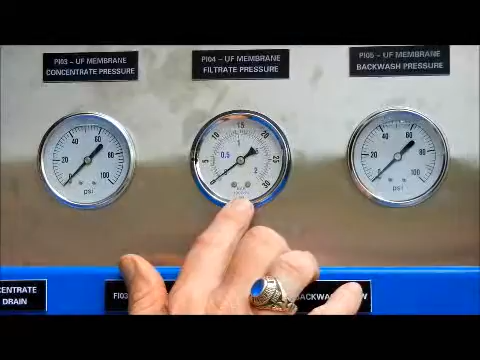 PI03 - UF MEMBRANE
CONCENTRATE PRESSURE
PI04 - UF MEMBRANE
FILTRATE PRESSURE
PI05 - UF MEMBRANE
BACKWASH PRESSURE
20 40 60 80 100
psi
5 10 15 20 25 30
0.5 1 2
20 40 60 80 100
psi
CENTRATE
DRAIN
BACKWASH